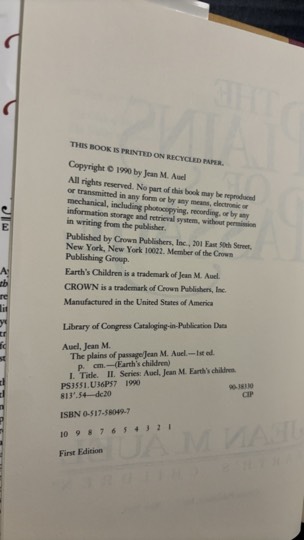 THIS BOOK IS PRINTED ON RECYCLED PAPER.
Copyright © 1990 by Jean M. Auel
All rights reserved. No part of this book may be reproduced
or transmitted in any form or by any means, electronic or
mechanical, including photocopying, recording, or by any
information storage and retrieval system, without permission
in writing from the publisher.
Published by Crown Publishers, Inc., 201 East 50th Street,
New York, New York 10022. Member of the Crown
Publishing Group.
Earth's Children is a trademark of Jean M. Auel.
CROWN is a trademark of Crown Publishers, Inc.
Manufactured in the United States of America
Library of Congress Cataloging-in-Publication Data
Auel, Jean M.
The plains of passage/Jean M. Auel.—1st ed.
p. cm.—(Earth's children)
I. Title. II. Series: Auel, Jean M. Earth's children.
PS3551.U36P57 1990
813'.54—dc20 90-38330
CIP
ISBN 0-517-58049-7
10 9 8 7 6 5 4 3 2 1
First Edition